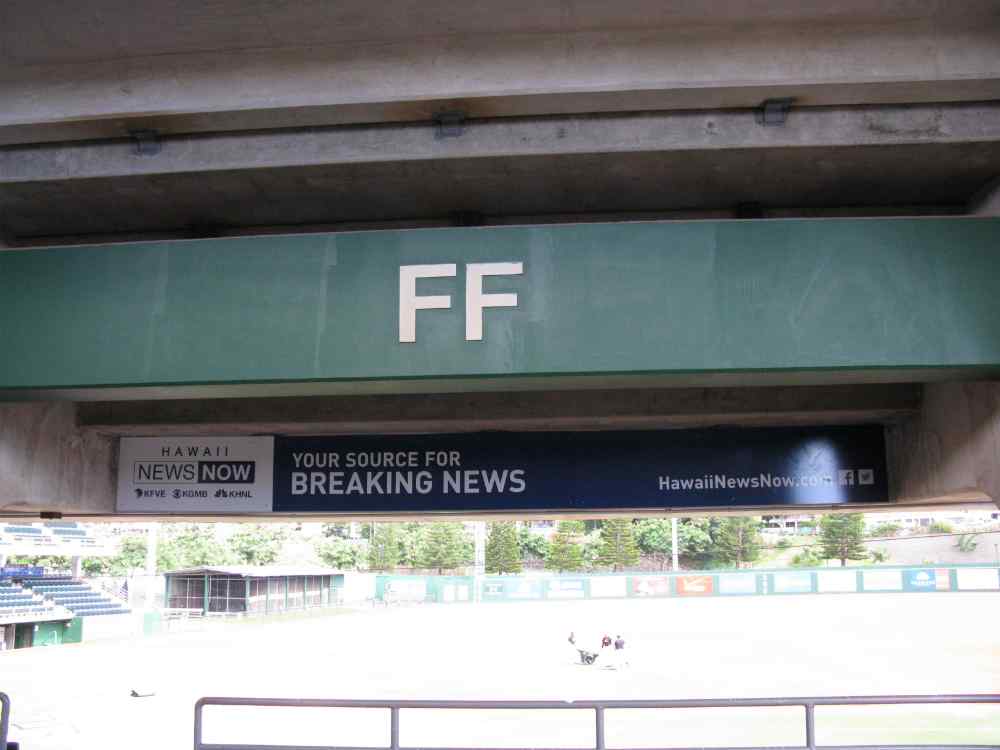 FF
HAWAII
NEWS NOW
KFVE KGMB KHNL
YOUR SOURCE FOR
BREAKING NEWS
HawaiiNewsNow.com